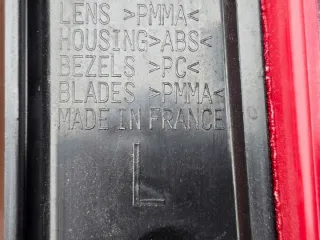 LENS >PMMA<
HOUSING>ABS<
BEZELS >PC<
BLADES >PMMA<
MADE IN FRANCE
L